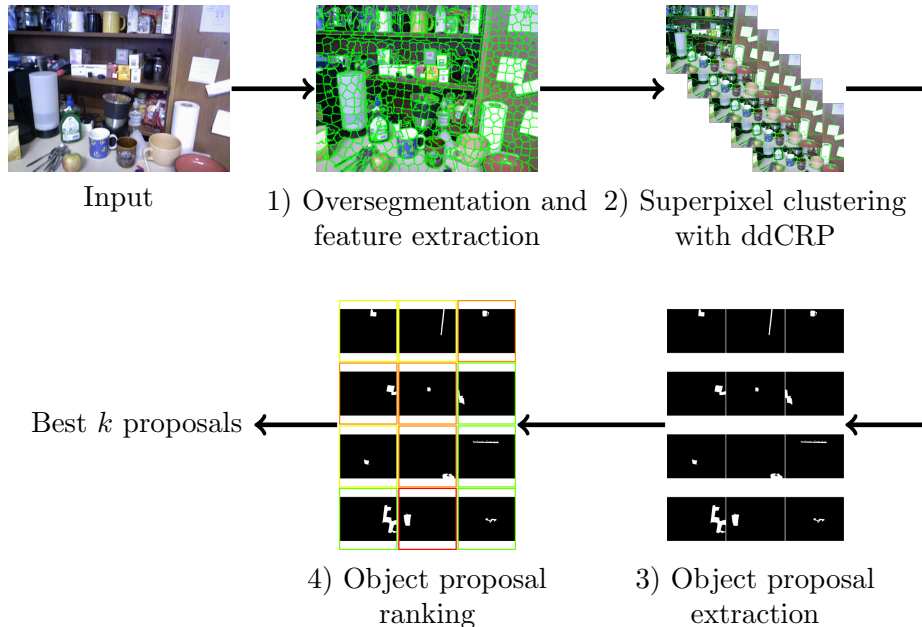 Input
1) Oversegmentation and
feature extraction
2) Superpixel clustering
with ddCRP
Best k proposals
4) Object proposal
ranking
3) Object proposal
extraction